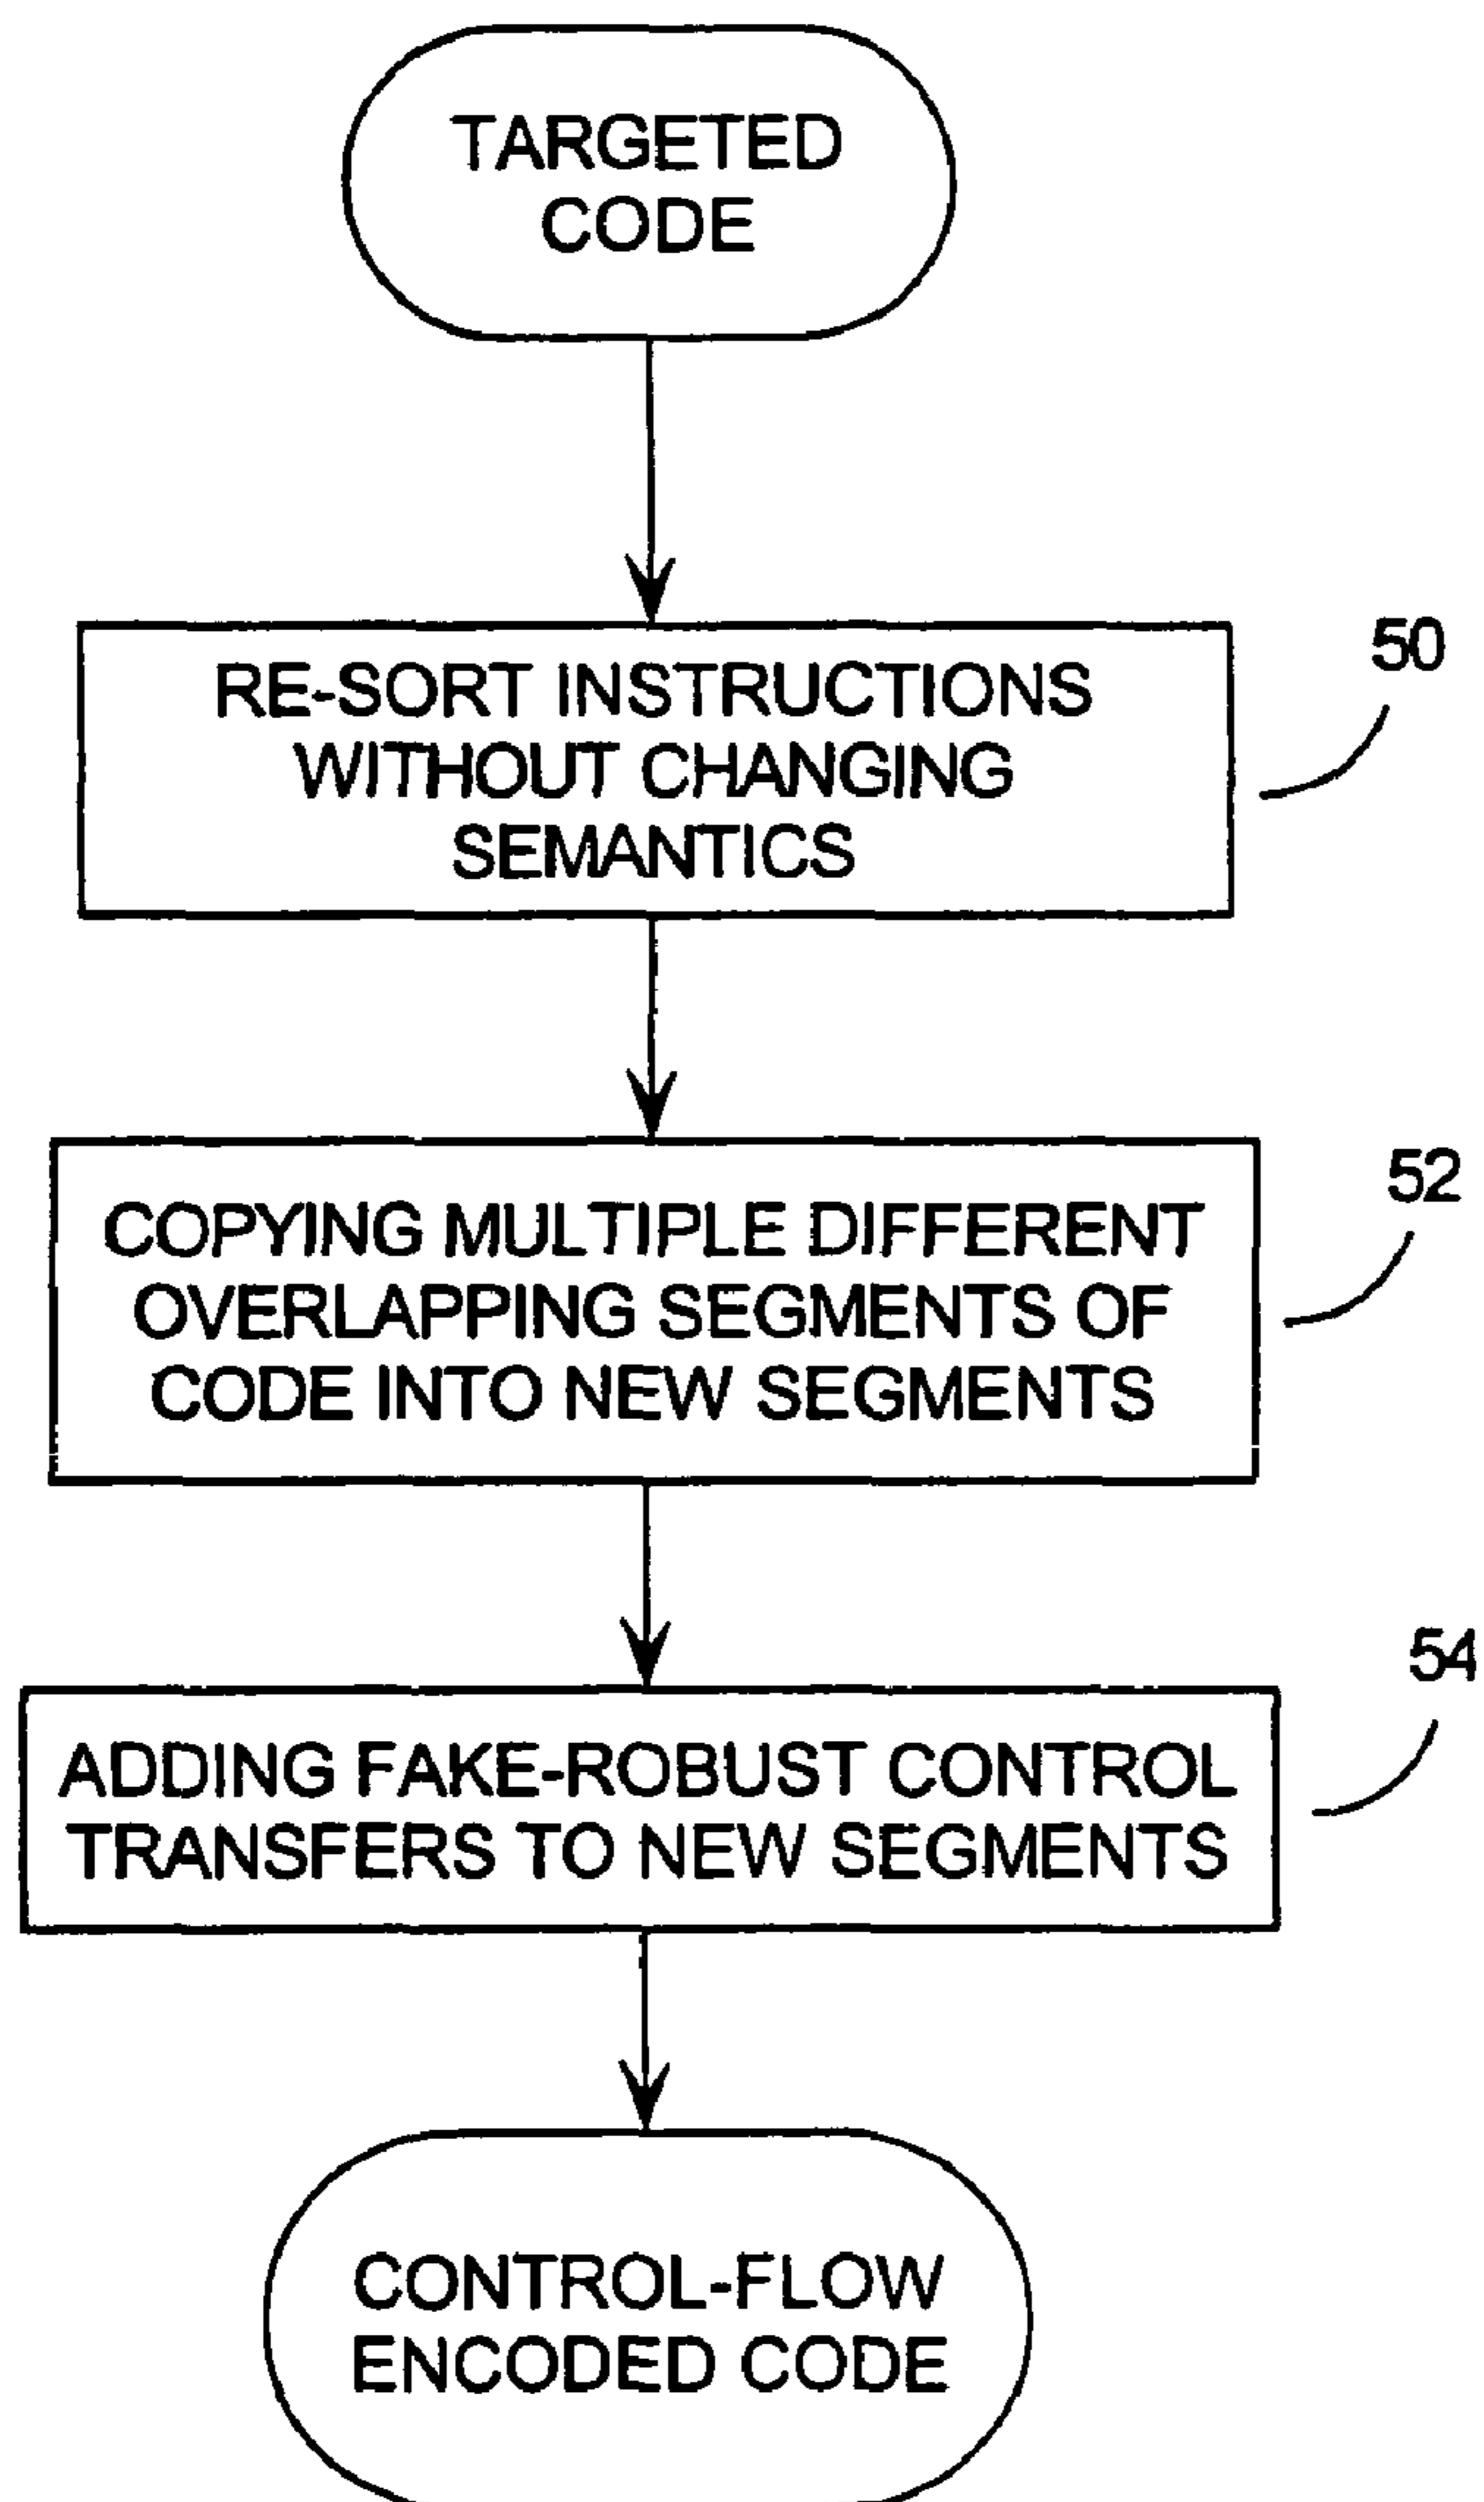 TARGETED
CODE
RE-SORT INSTRUCTIONS
WITHOUT CHANGING
SEMANTICS
50
COPYING MULTIPLE DIFFERENT
OVERLAPPING SEGMENTS OF
CODE INTO NEW SEGMENTS
52
ADDING FAKE-ROBUST CONTROL
TRANSFERS TO NEW SEGMENTS
54
CONTROL-FLOW
ENCODED CODE